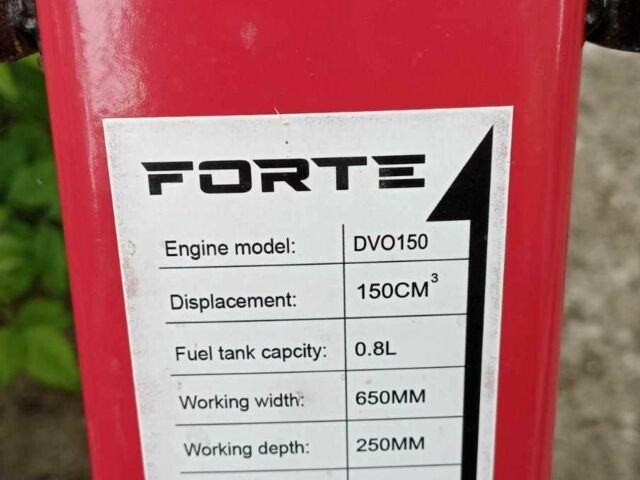 FORTE
Engine model: DVO150
Displacement: 150CM³
Fuel tank capcity: 0.8L
Working width: 650MM
Working depth: 250MM